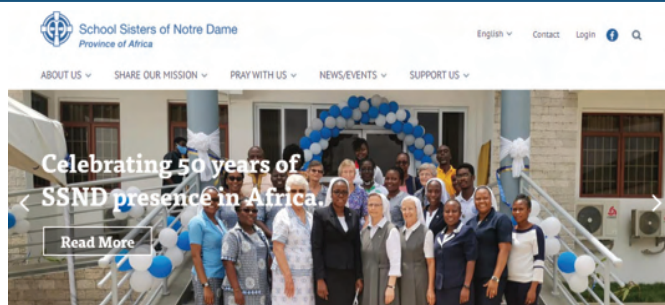 School Sisters of Notre Dame
Province of Africa
English
Contact
Login
ABOUT US
SHARE OUR MISSION
PRAY WITH US
NEWS/EVENTS
SUPPORT US
Celebrating 50 years of
SSND presence in Africa..
Read More